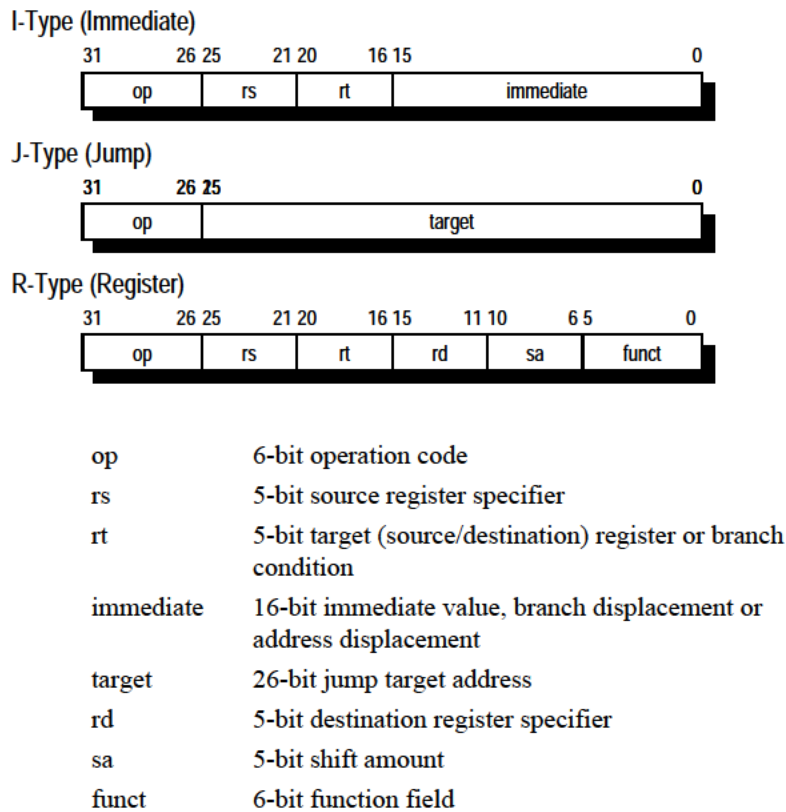 I-Type (Immediate)
31 26 25 21 20 16 15 0
op rs rt immediate
J-Type (Jump)
31 26 25 0
op target
R-Type (Register)
31 26 25 21 20 16 15 11 10 6 5 0
op rs rt rd sa funct
op 6-bit operation code
rs 5-bit source register specifier
rt 5-bit target (source/destination) register or branch
condition
immediate 16-bit immediate value, branch displacement or
address displacement
target 26-bit jump target address
rd 5-bit destination register specifier
sa 5-bit shift amount
funct 6-bit function field